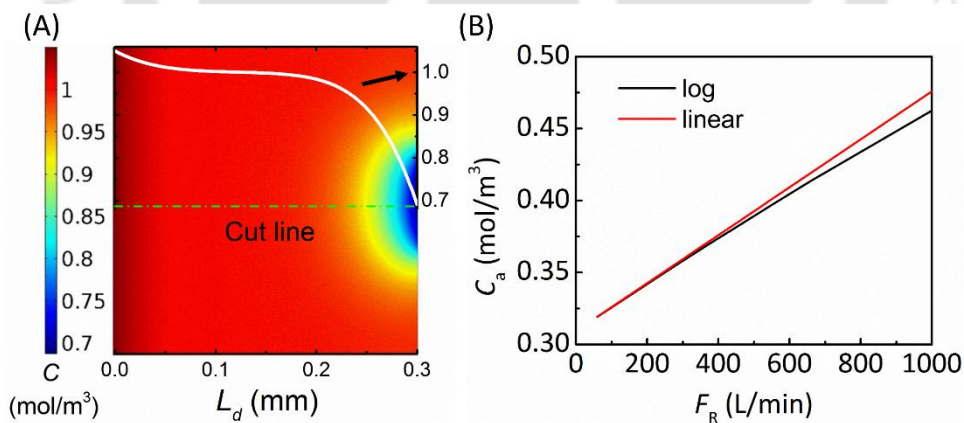 (A)
1
0.95
0.9
0.85
0.8
0.75
0.7
C
(mol/m³)
1.0
0.9
0.8
0.7
Cut line
0.0
0.1
0.2
0.3
L_d (mm)
(B)
0.50
0.45
0.40
0.35
0.30
C_a (mol/m³)
log
linear
0
200
400
600
800
1000
F_R (L/min)